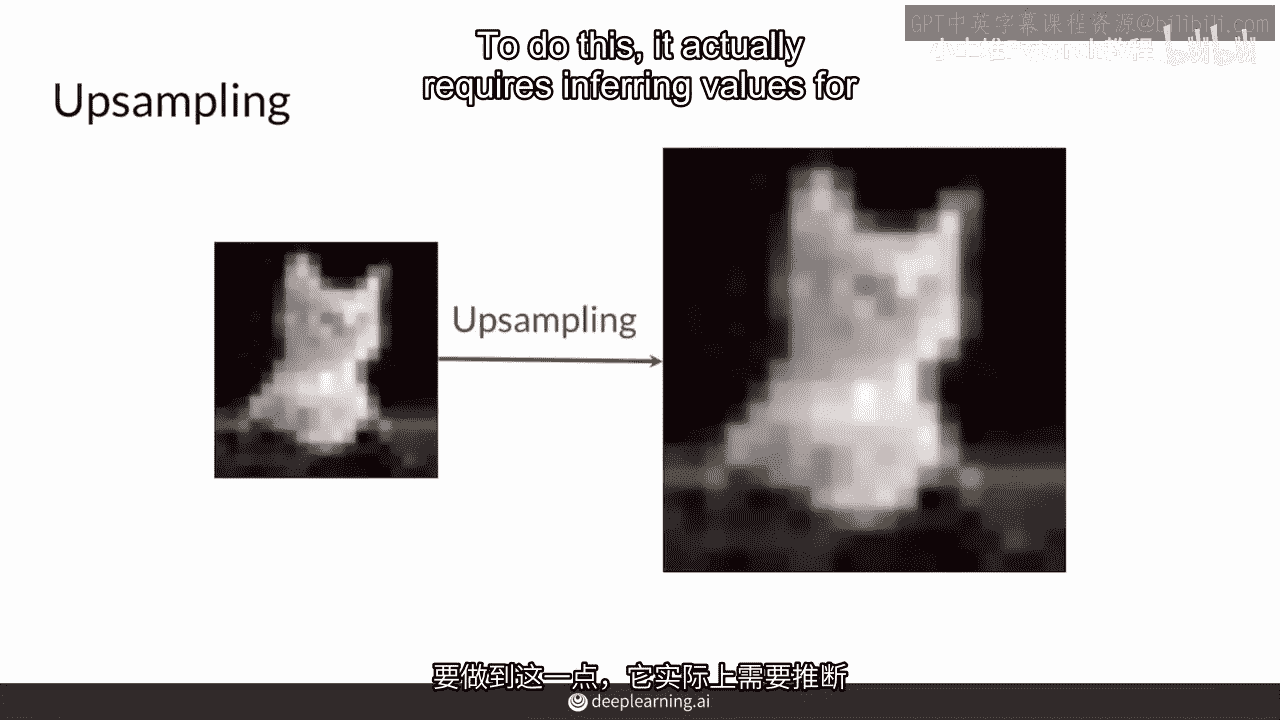 GPT中英字幕课程资源@bilibili.com
To do this, it actually
requires inferring values for
Upsampling
Upsampling
要做到这一点，它实际上需要推断
deeplearning.ai